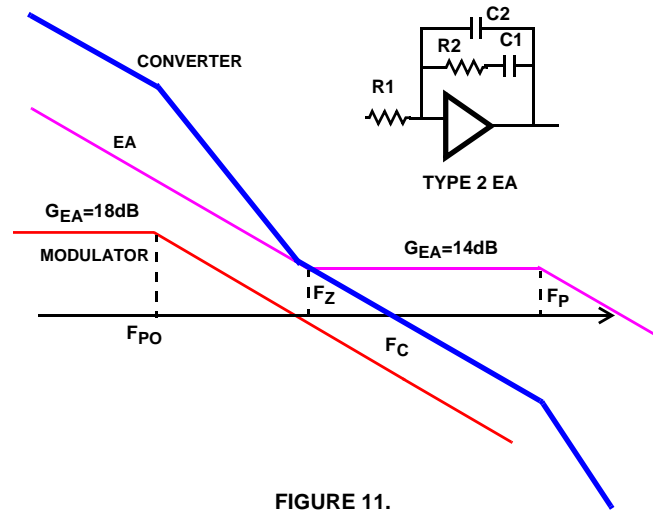 C2
CONVERTER
C1
R2
R1
EA
TYPE 2 EA
GEA=18dB
GEA=14dB
MODULATOR
FZ
FP
FPO
FC
FIGURE 11.